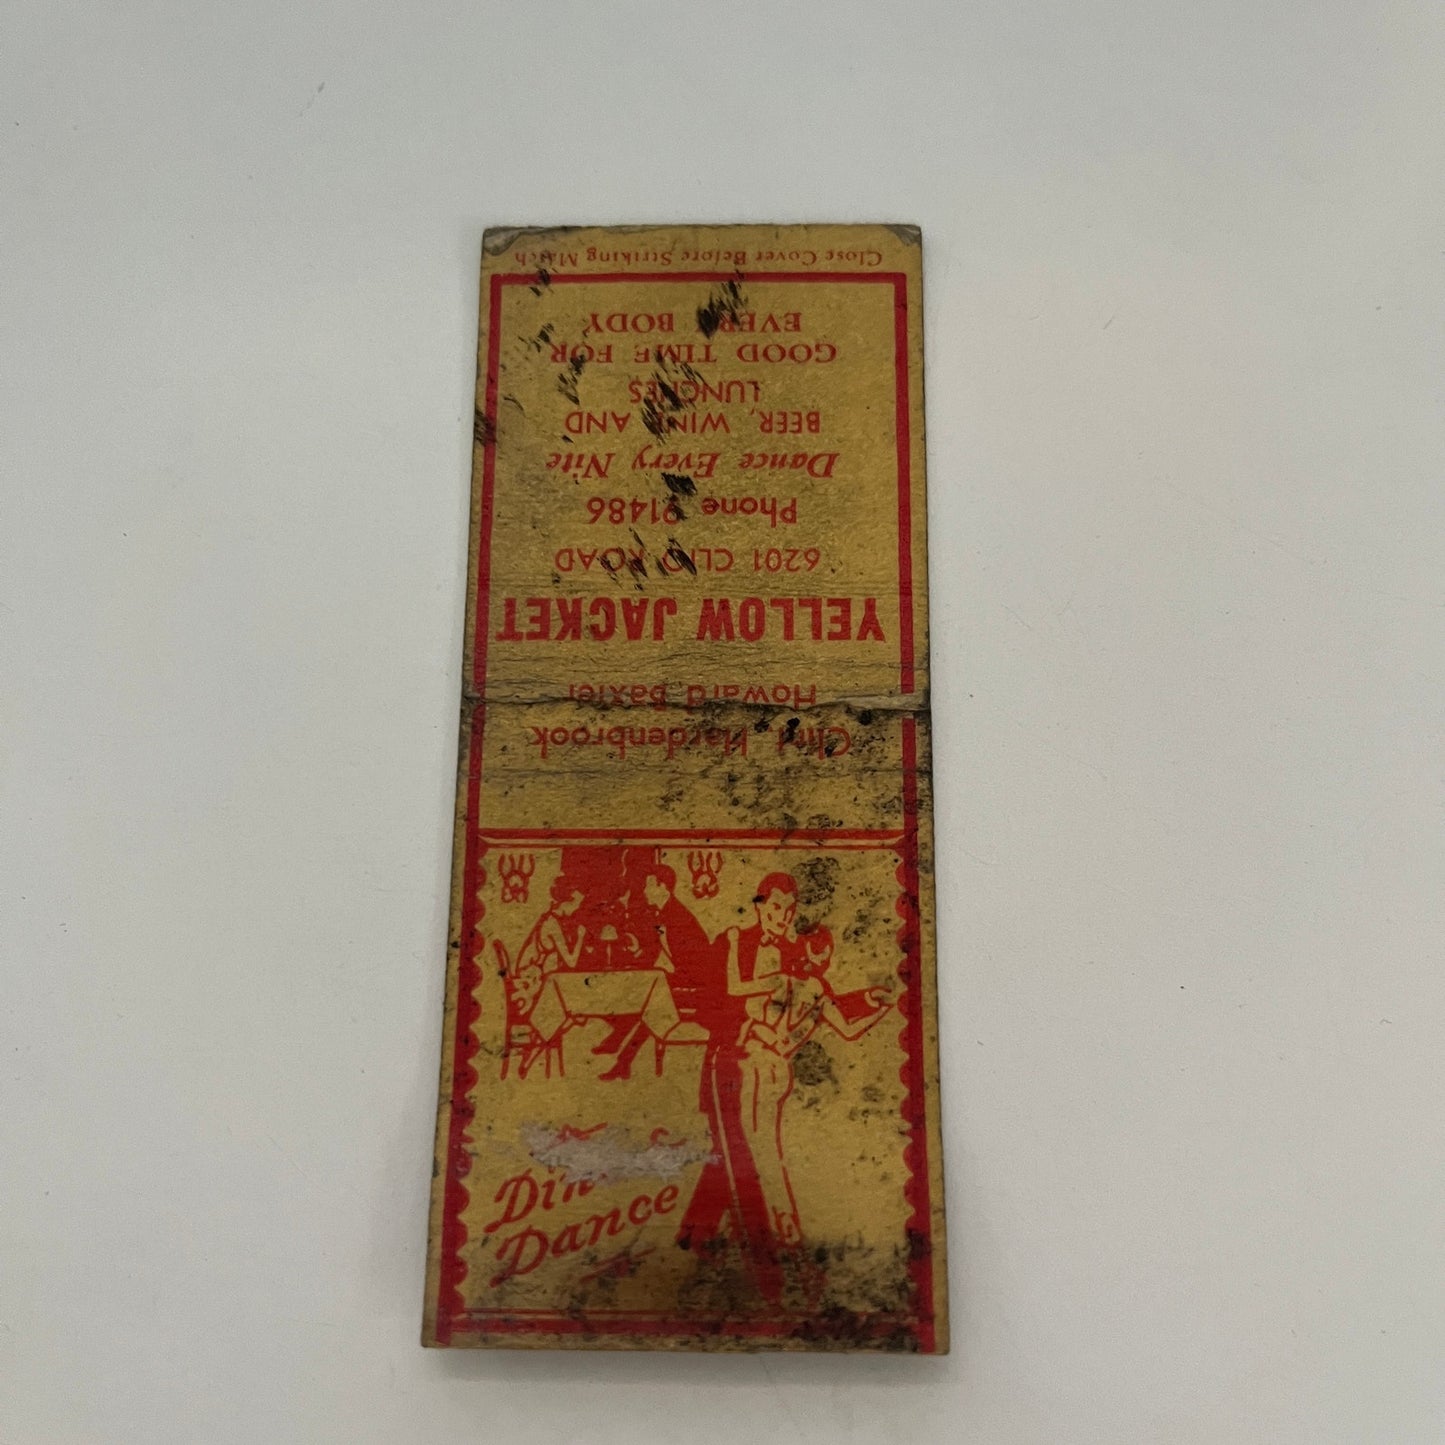 Close Cover Before Striking Match
EVERY BODY
GOOD TIME FOR
LUNCHES
BEER, WINE AND
Dance Every Nite
Phone 91486
6201 CLIO ROAD
YELLOW JACKET
Howard Baxter
Clint Hardenbrook
Dance